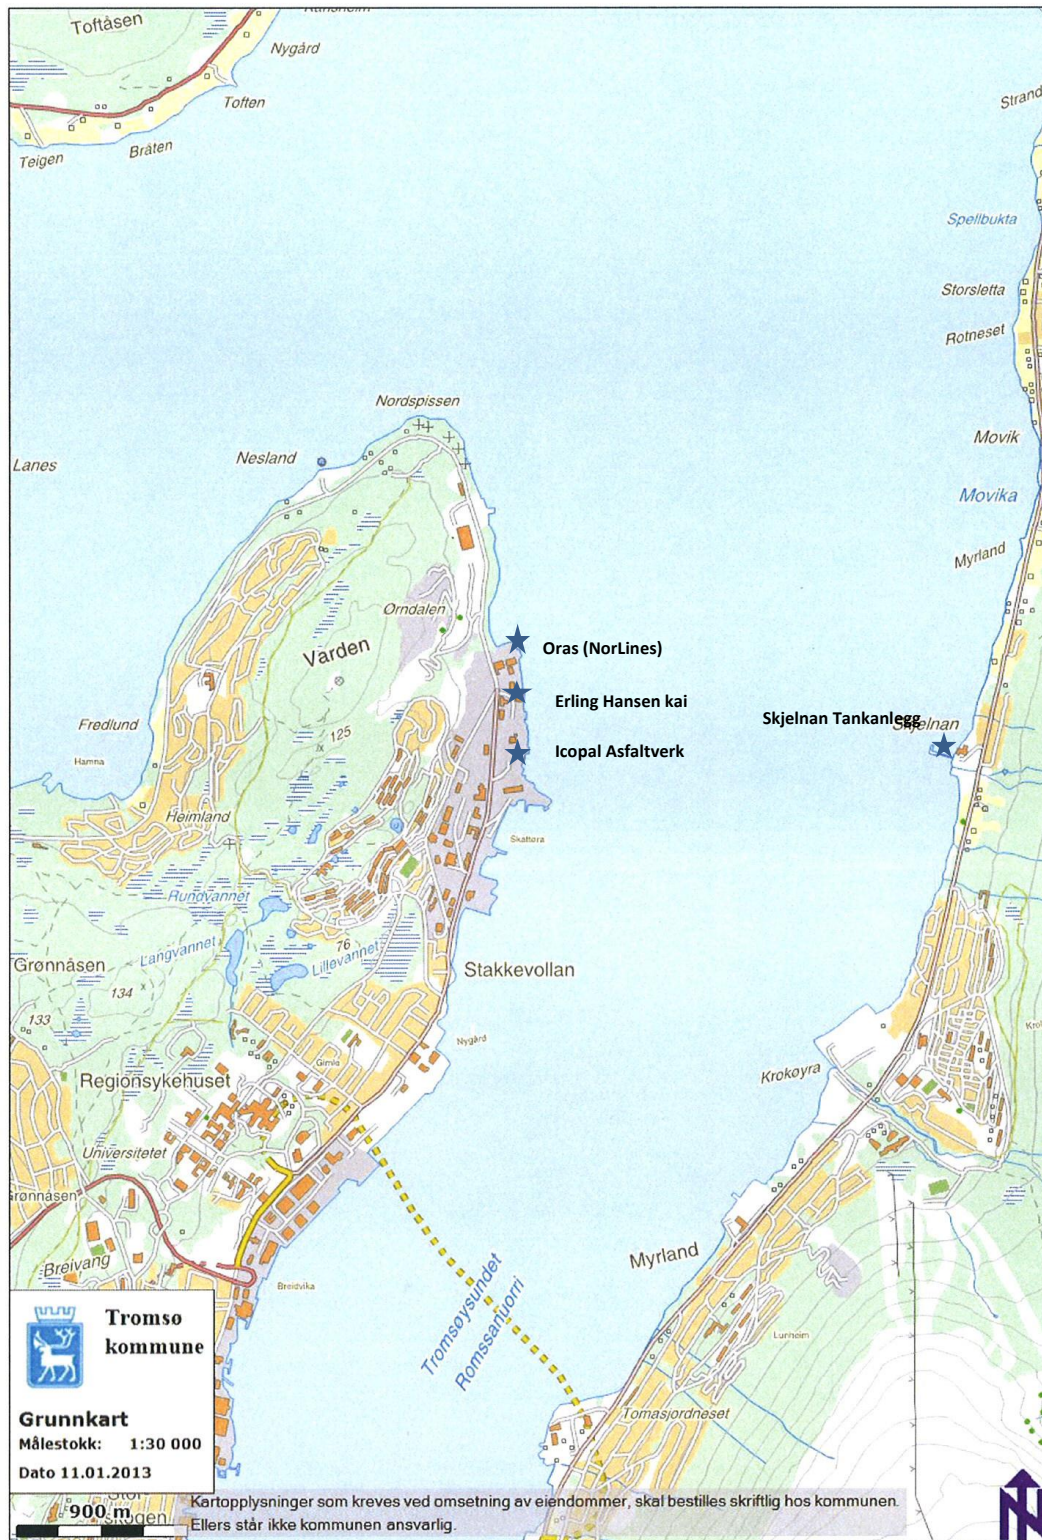 Toftåsen
Nygård
Toften
Bråten
Teigen
Strand
Spellbukta
Storsletta
Rotneset
Nordspissen
Movik
Nesland
Lanes
Movika
Myrland
Orndalen
Varden
Oras (NorLines)
Erling Hansen kai
Skjelnan Tankanlegg
Skjelnan
Fredlund
125
Icopal Asfaltverk
Hamna
Heimland
Skattøra
Rundvannet
76
Langvannet
Lillevannet
Grønnåsen
Stakkevollan
134
133
Nygård
Gimle
Krokøyra
Regionsykehuset
Universitetet
Grønnåsen
Breivang
Myrland
Breidvika
Tromsøysundet
Romssanuorri
Lunheim
Tomasjordneset
Tromsø
kommune
Grunnkart
Målestokk: 1:30 000
Dato 11.01.2013
900 m
skogen
Kartopplysninger som kreves ved omsetning av eiendommer, skal bestilles skriftlig hos kommunen.
Ellers står ikke kommunen ansvarlig.
N